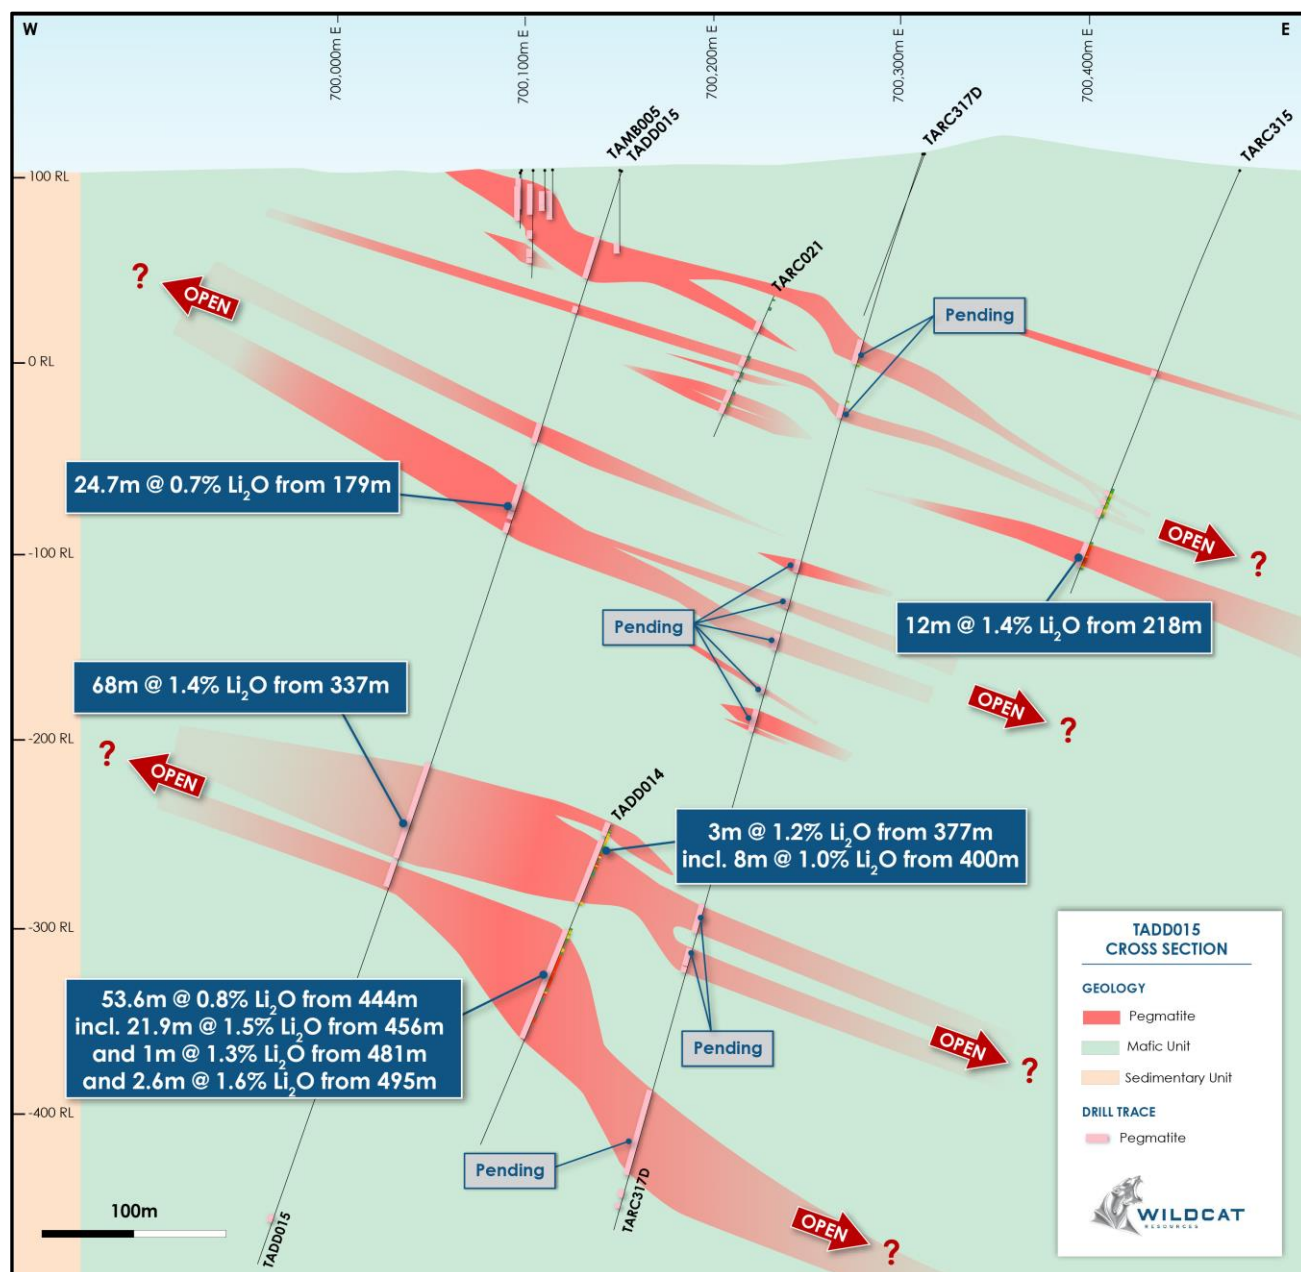 W
E
700,000m E
700,100m E
700,200m E
700,300m E
700,400m E
TAMB005
TADD015
TARC317D
TARC315
100 RL
TARC021
?
OPEN
Pending
0 RL
24.7m @ 0.7% Li₂O from 179m
-100 RL
OPEN
?
Pending
12m @ 1.4% Li₂O from 218m
68m @ 1.4% Li₂O from 337m
OPEN
?
-200 RL
?
OPEN
TADD014
3m @ 1.2% Li₂O from 377m
incl. 8m @ 1.0% Li₂O from 400m
-300 RL
53.6m @ 0.8% Li₂O from 444m
incl. 21.9m @ 1.5% Li₂O from 456m
and 1m @ 1.3% Li₂O from 481m
and 2.6m @ 1.6% Li₂O from 495m
Pending
OPEN
?
-400 RL
Pending
TARC317D
TADD015
100m
OPEN
?
TADD015
CROSS SECTION
GEOLOGY
Pegmatite
Mafic Unit
Sedimentary Unit
DRILL TRACE
Pegmatite
WILDCAT
RESOURCES